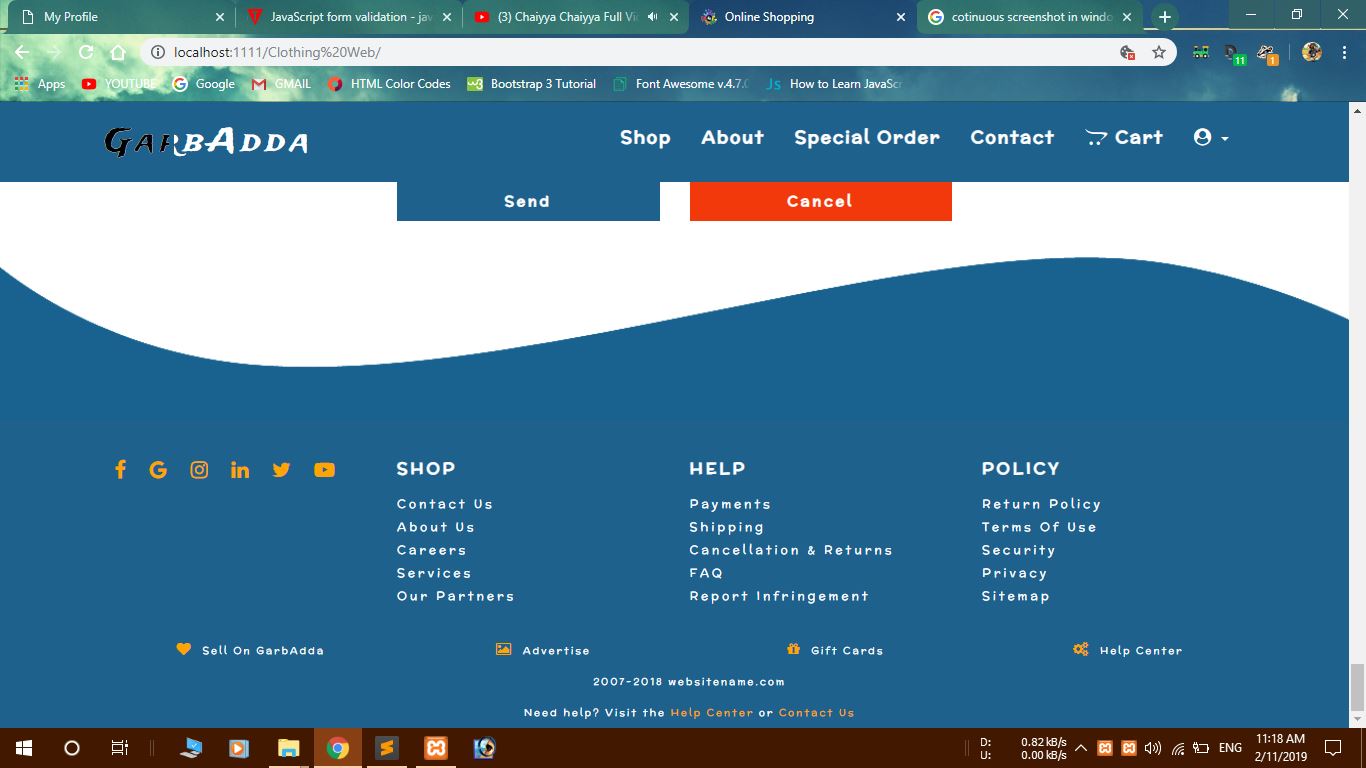 My Profile
JavaScript form validation - jav
(3) Chaiyya Chaiyya Full Vid
Online Shopping
cotinuous screenshot in windo
localhost:1111/Clothing%20Web/
11
1
Apps
YOUTUBE
Google
GMAIL
HTML Color Codes
Bootstrap 3 Tutorial
Font Awesome v.4.7.0
How to Learn JavaScr
GarbAdda
Shop
About
Special Order
Contact
Cart
Send
Cancel
SHOP
Contact Us
About Us
Careers
Services
Our Partners
HELP
Payments
Shipping
Cancellation & Returns
FAQ
Report Infringement
POLICY
Return Policy
Terms Of Use
Security
Privacy
Sitemap
Sell On GarbAdda
Advertise
Gift Cards
Help Center
2007-2018 websitename.com
Need help? Visit the Help Center or Contact Us
D: 0.82 kB/s
U: 0.00 kB/s
ENG
11:18 AM
2/11/2019